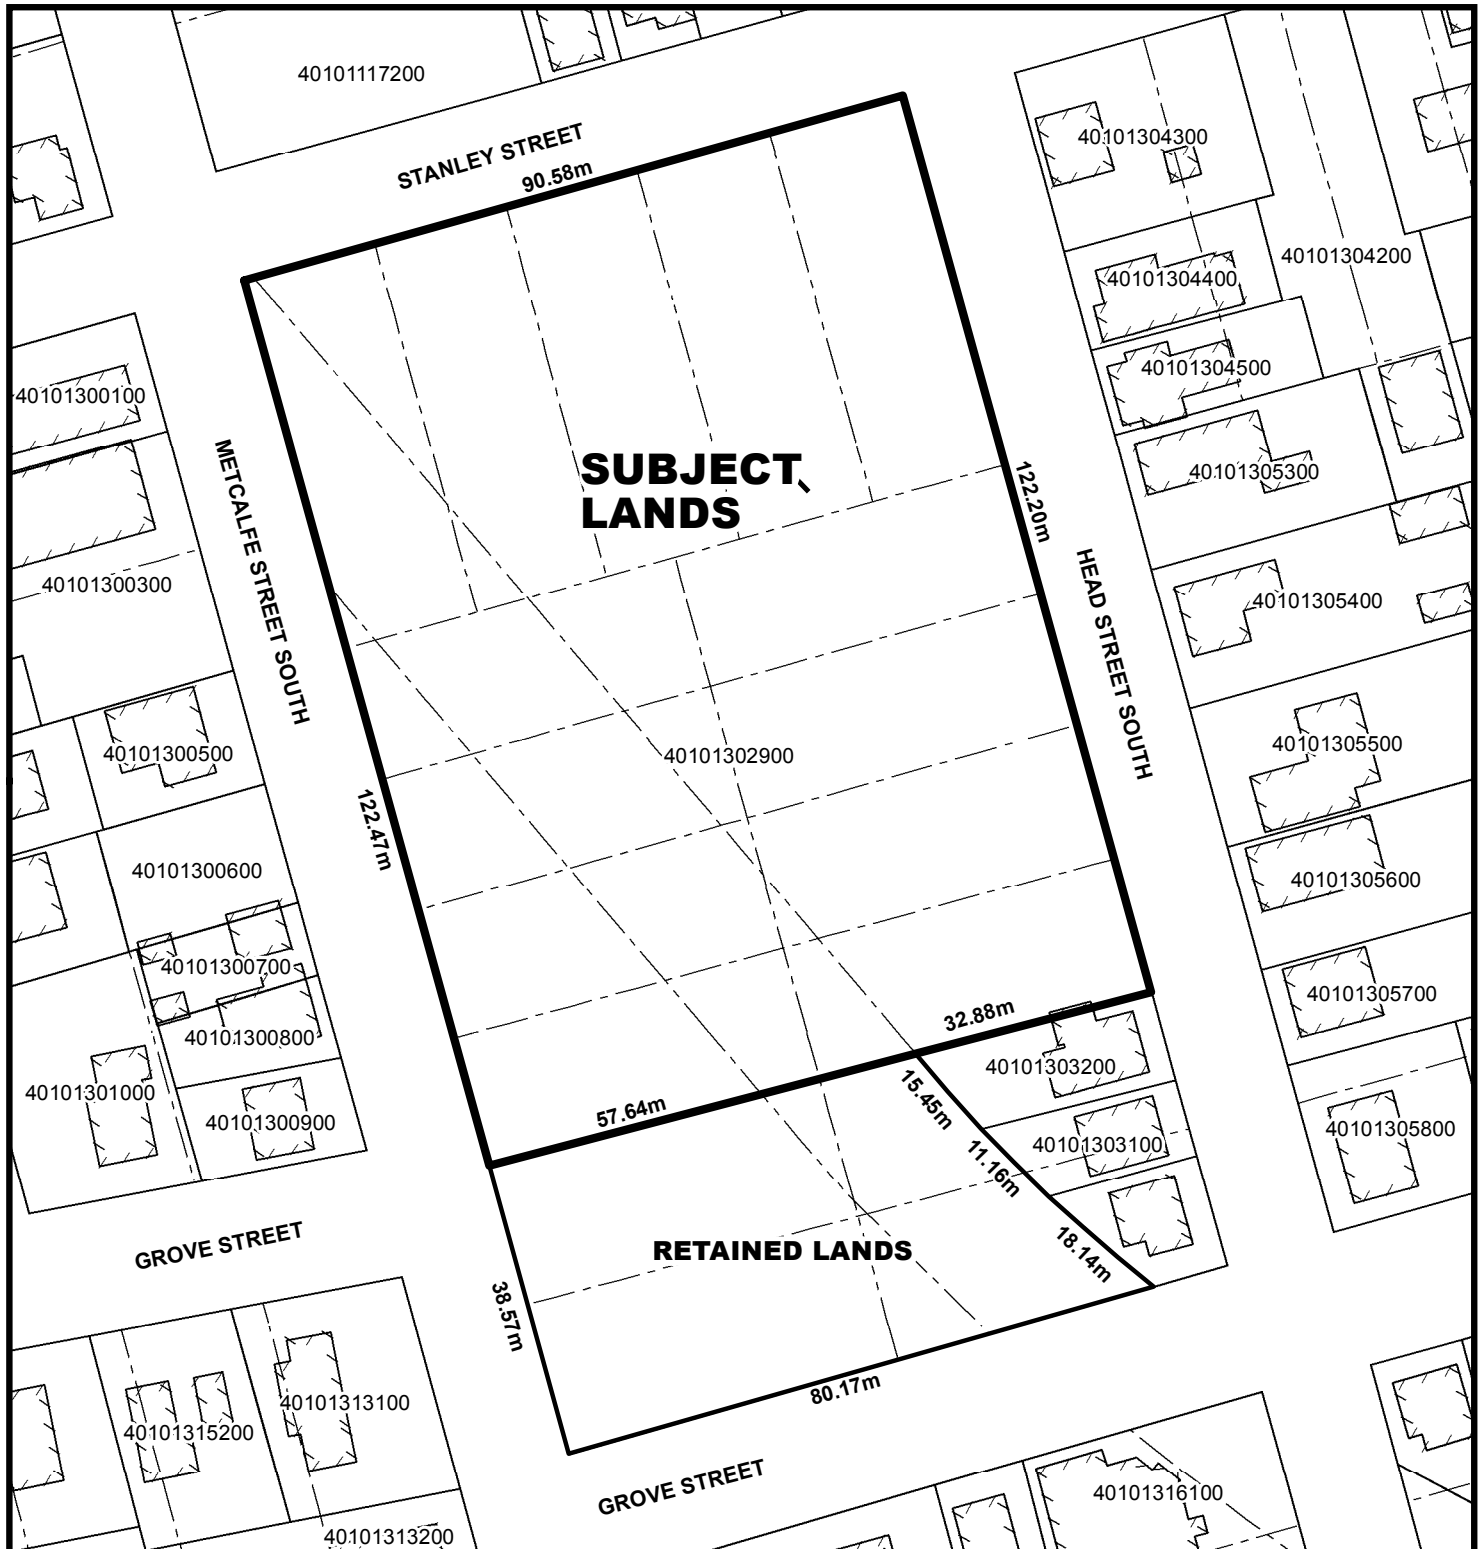 40101117200
STANLEY STREET
90.58m
40101304300
40101304200
40101304400
40101304500
40101300100
SUBJECT
LANDS
40101305300
122.20m
METCALFE STREET SOUTH
HEAD STREET SOUTH
40101300300
40101305400
40101300500
40101302900
40101305500
122.47m
40101300600
40101305600
40101300700
40101305700
32.88m
40101300800
40101303200
40101301000
57.64m
15.45m
40101300900
40101303100
40101305800
11.16m
GROVE STREET
RETAINED LANDS
18.14m
38.57m
80.17m
40101313100
40101315200
GROVE STREET
40101316100
40101313200